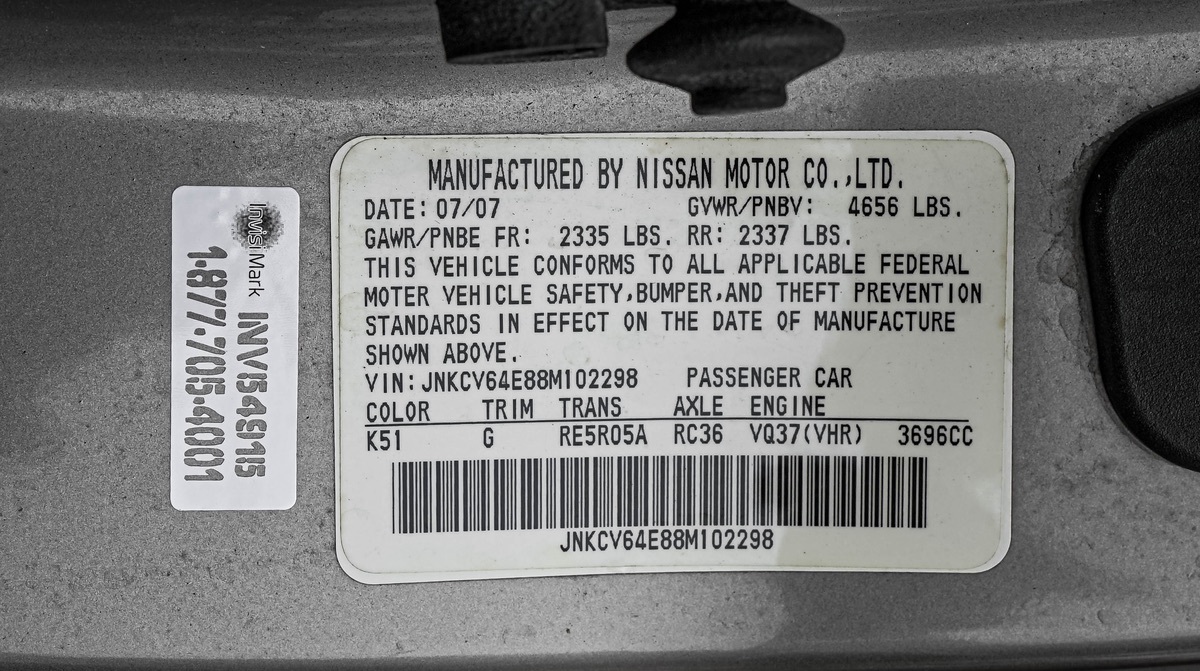 MANUFACTURED BY NISSAN MOTOR CO.,LTD.
DATE: 07/07 GVWR/PNBV: 4656 LBS.
GAWR/PNBE FR: 2335 LBS. RR: 2337 LBS.
THIS VEHICLE CONFORMS TO ALL APPLICABLE FEDERAL
MOTER VEHICLE SAFETY,BUMPER,AND THEFT PREVENTION
STANDARDS IN EFFECT ON THE DATE OF MANUFACTURE
SHOWN ABOVE.
VIN: JNKCV64E88M102298 PASSENGER CAR
COLOR TRIM TRANS AXLE ENGINE
K51 G RE5R05A RC36 VQ37(VHR) 3696CC
JNKCV64E88M102298
InvisiMark INV54915
1-877-705-4001